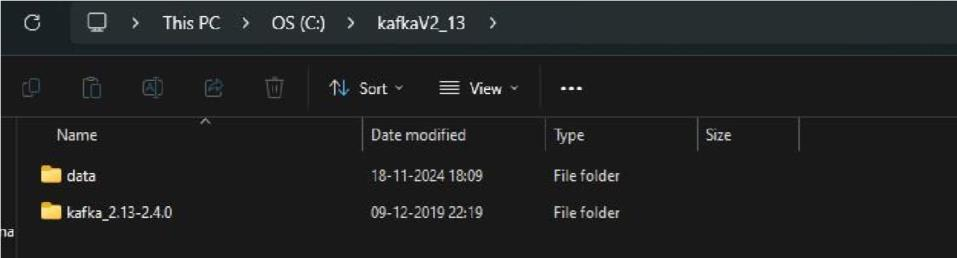 This PC > OS (C:) > kafkaV2_13 >
Sort View ...
Name Date modified Type Size
data 18-11-2024 18:09 File folder
kafka_2.13-2.4.0 09-12-2019 22:19 File folder
na